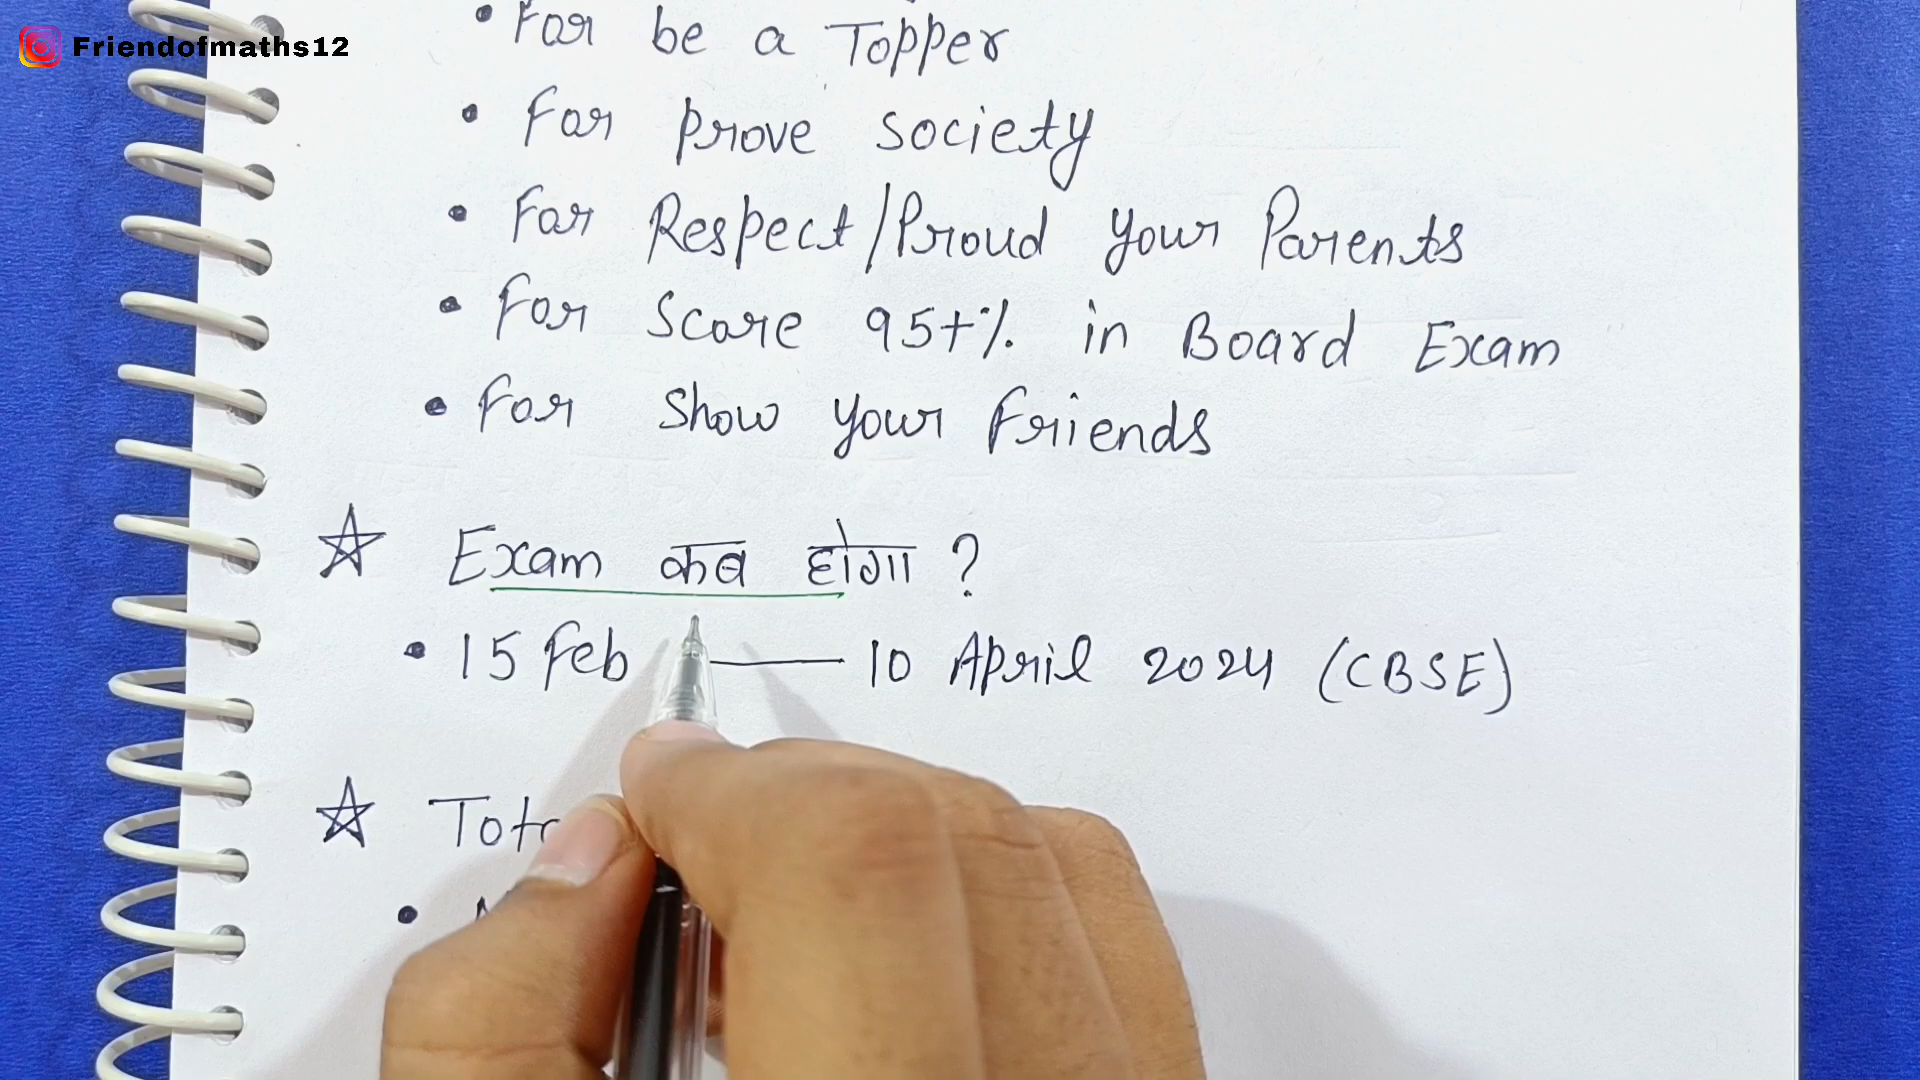 Friendofmaths12
• For be a Topper
• For prove society
• For Respect/Proud your Parents
• For Score 95+% in Board Exam
• For Show your Friends
☆ Exam कब होगा ?
• 15 Feb — 10 April 2024 (CBSE)
☆
•